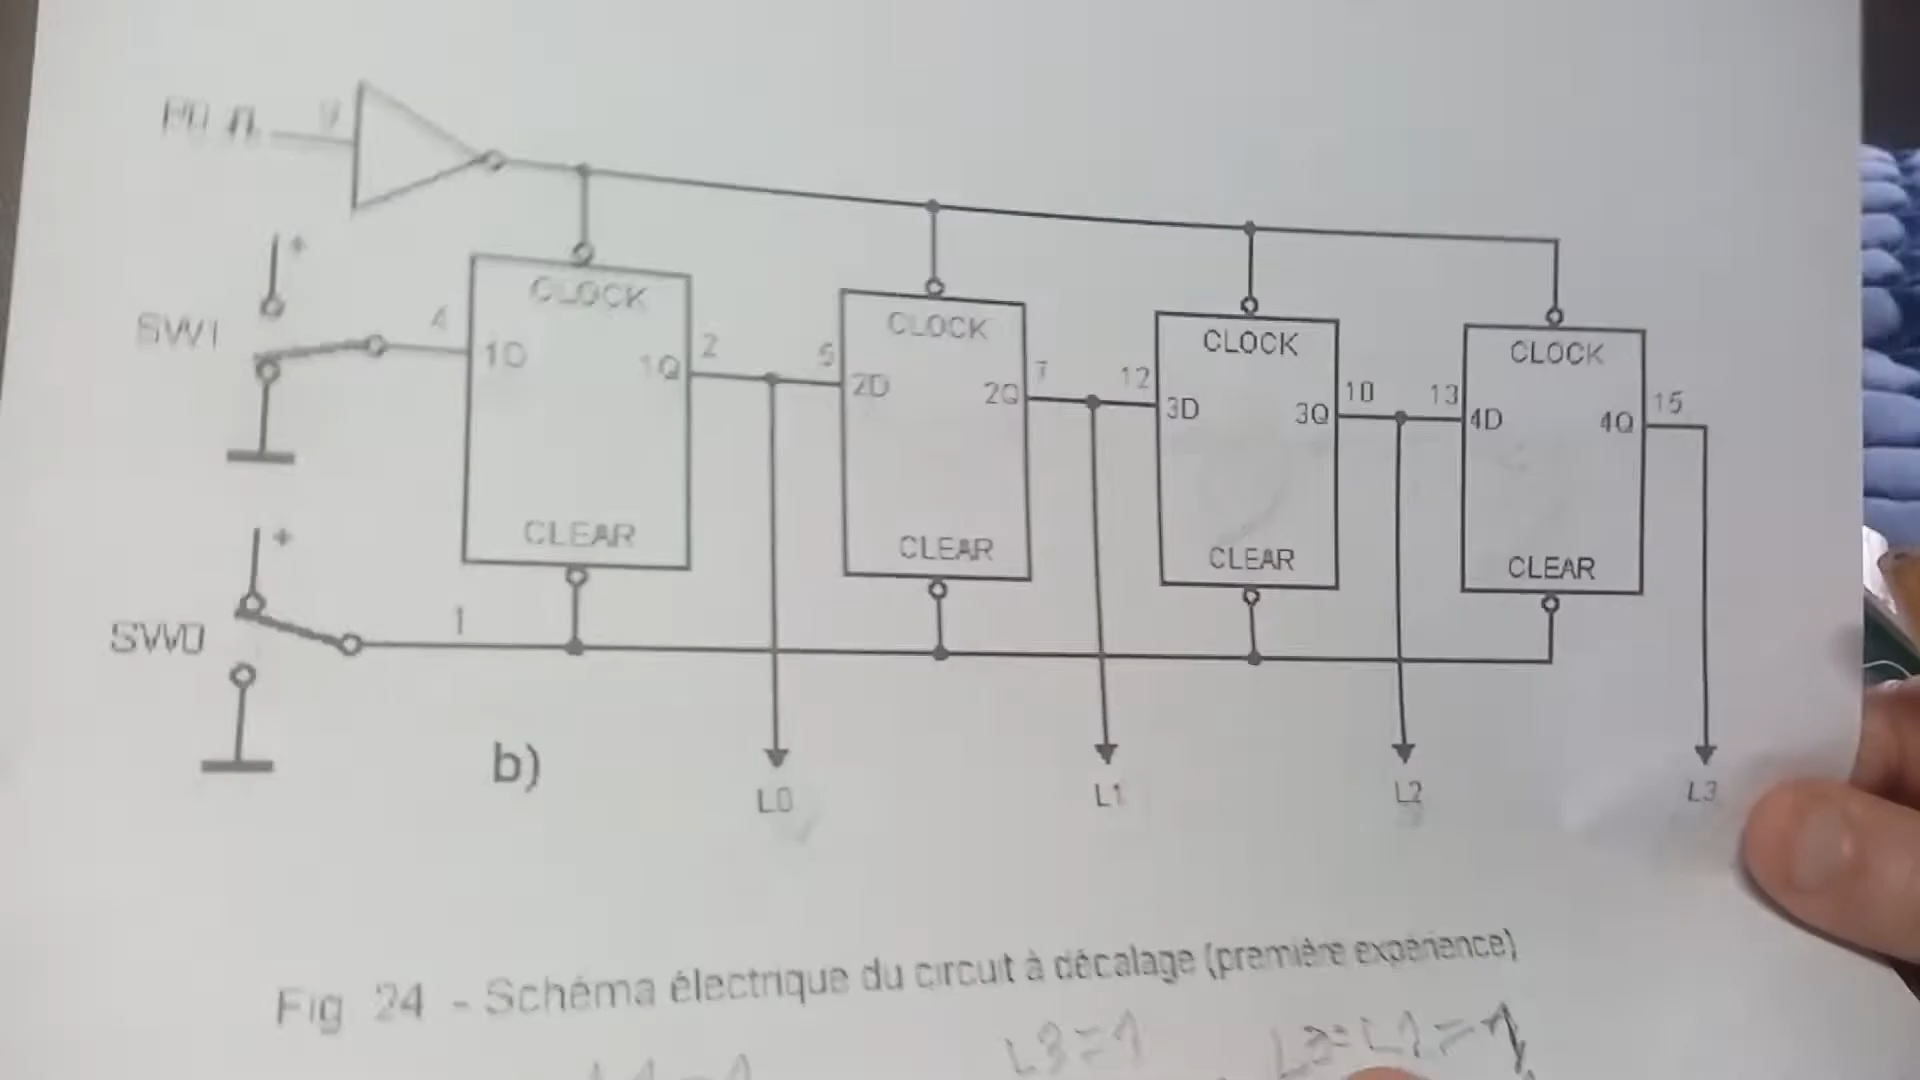 P0
9
+
SW1
4
CLOCK
1D
1Q
2
5
CLOCK
2D
2Q
7
12
CLOCK
3D
3Q
10
13
CLOCK
4D
4Q
15
CLEAR
CLEAR
CLEAR
CLEAR
+
SW0
1
b)
L0
L1
L2
L3
Fig 24 - Schéma électrique du circuit à décalage (première expérience)
L3=1